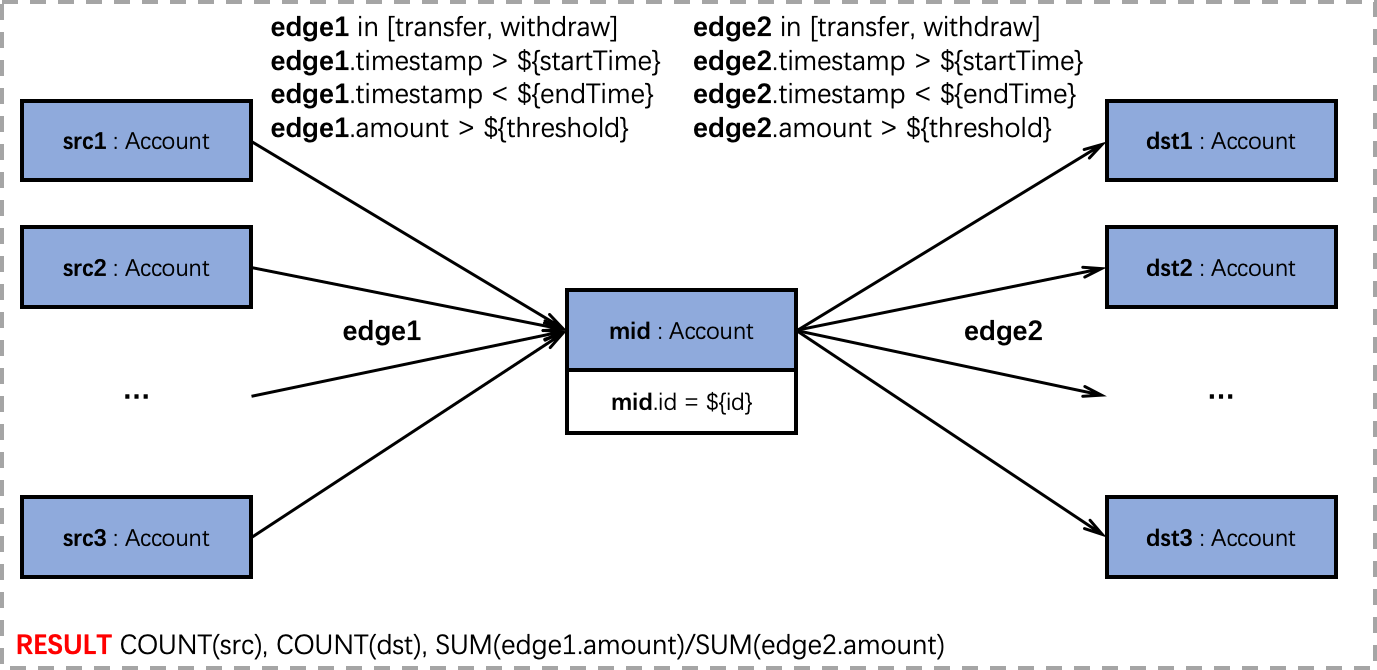 edge1 in [transfer, withdraw]
edge1.timestamp > ${startTime}
edge1.timestamp < ${endTime}
edge1.amount > ${threshold}
edge2 in [transfer, withdraw]
edge2.timestamp > ${startTime}
edge2.timestamp < ${endTime}
edge2.amount > ${threshold}
src1 : Account
src2 : Account
...
src3 : Account
edge1
mid : Account
mid.id = ${id}
edge2
dst1 : Account
dst2 : Account
...
dst3 : Account
RESULT COUNT(src), COUNT(dst), SUM(edge1.amount)/SUM(edge2.amount)